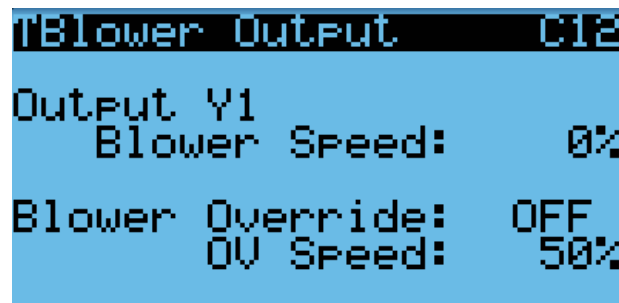 TBlower Output C12
Output Y1
Blower Speed: 0%
Blower Override: OFF
OV Speed: 50%